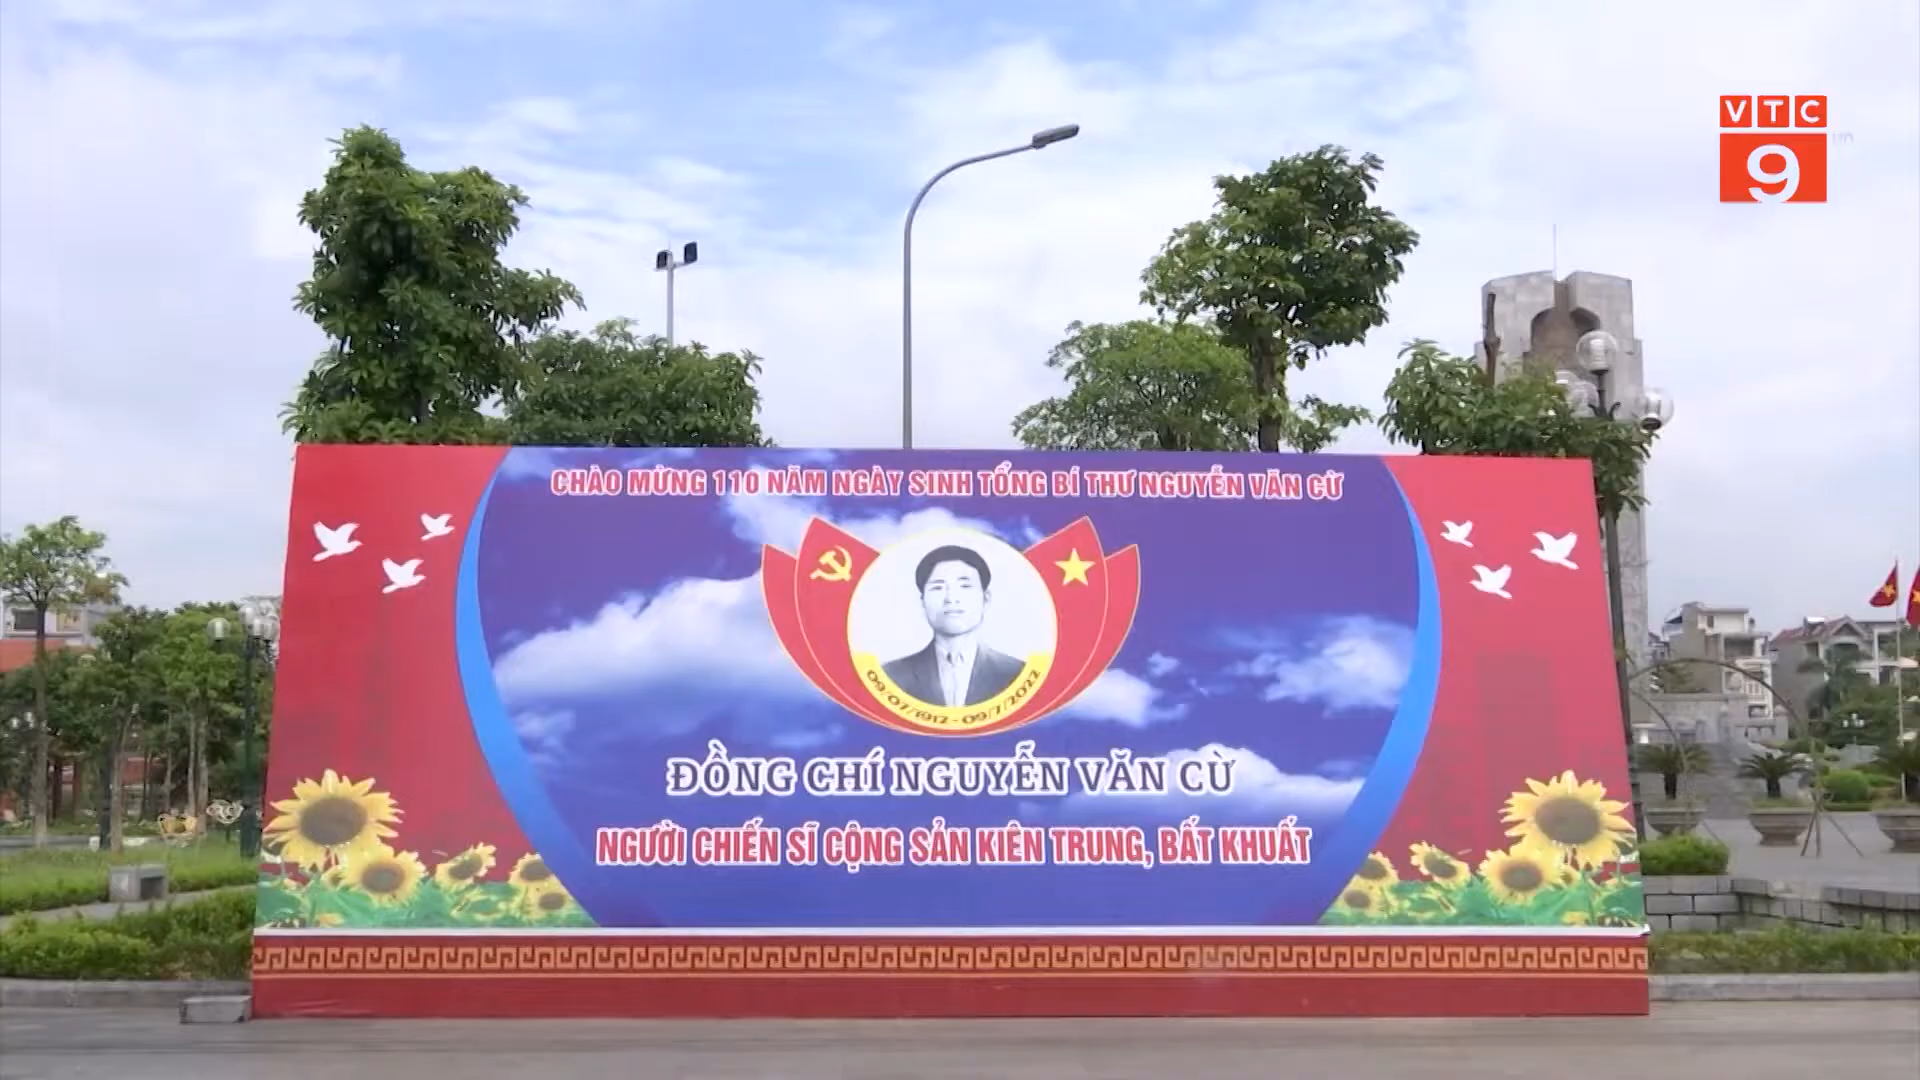 VTC
9
CHÀO MỪNG 110 NĂM NGÀY SINH TỔNG BÍ THƯ NGUYỄN VĂN CỪ
09/07/1912 - 09/7/2022
ĐỒNG CHÍ NGUYỄN VĂN CỪ
NGƯỜI CHIẾN SĨ CỘNG SẢN KIÊN TRUNG, BẤT KHUẤT